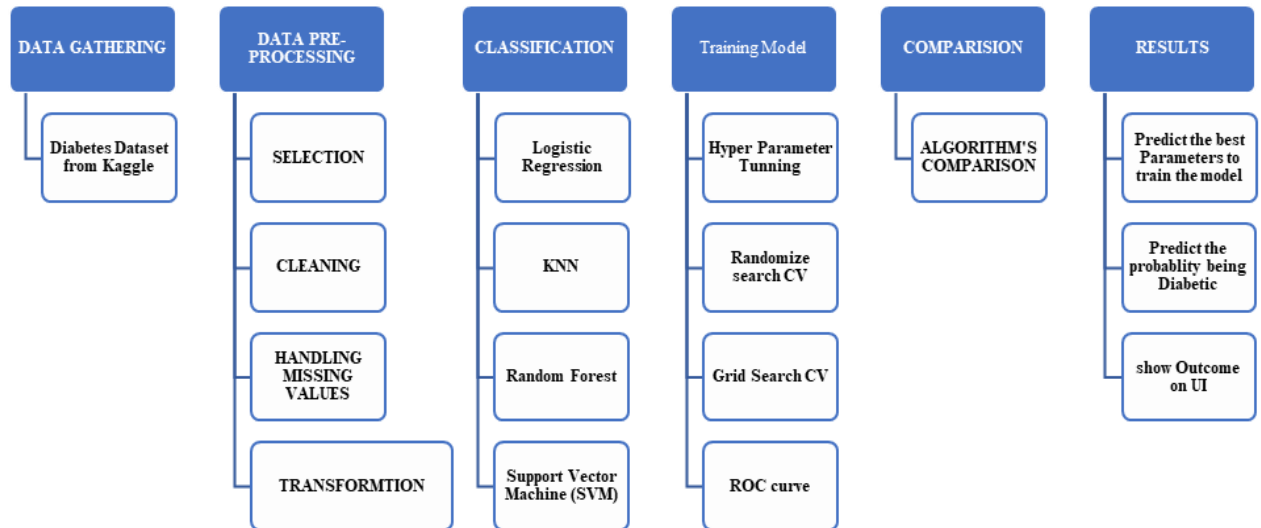 DATA GATHERING
Diabetes Dataset
from Kaggle
DATA PRE-
PROCESSING
SELECTION
CLEANING
HANDLING
MISSING
VALUES
TRANSFORMTION
CLASSIFICATION
Logistic
Regression
KNN
Random Forest
Support Vector
Machine (SVM)
Training Model
Hyper Parameter
Tunning
Randomize
search CV
Grid Search CV
ROC curve
COMPARISION
ALGORITHM'S
COMPARISON
RESULTS
Predict the best
Parameters to
train the model
Predict the
probablity being
Diabetic
show Outcome
on UI